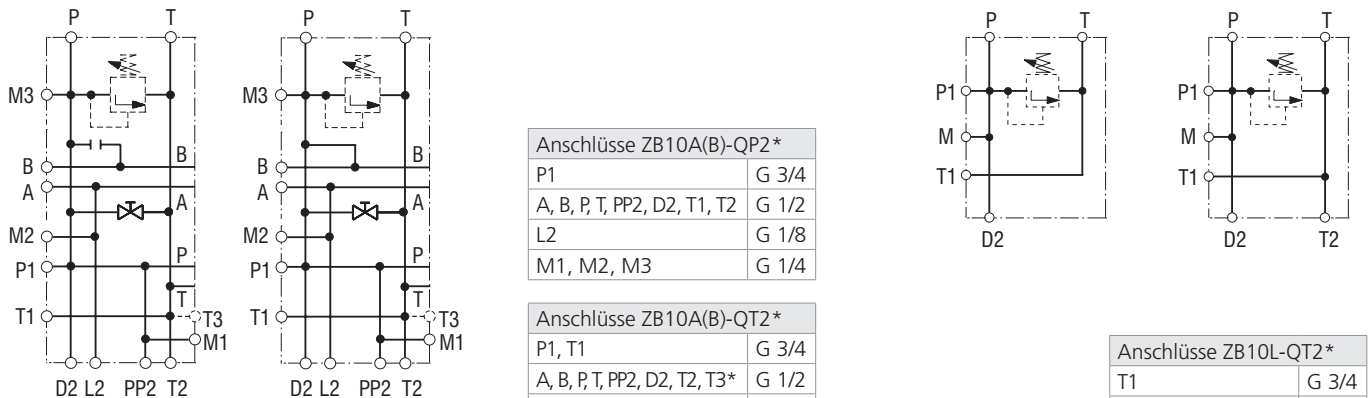 P T
M3
B B
A A
M2
P1 P
T
T1 T3
M1
D2 L2 PP2 T2
P T
M3
B B
A A
M2
P1 P
T
T1 T3
M1
D2 L2 PP2 T2
Anschlüsse ZB10A(B)-QP2*
P1 G 3/4
A, B, P, T, PP2, D2, T1, T2 G 1/2
L2 G 1/8
M1, M2, M3 G 1/4
Anschlüsse ZB10A(B)-QT2*
P1, T1 G 3/4
A, B, P, T, PP2, D2, T2, T3* G 1/2
P T
P1
M
T1
D2
P T
P1
M
T1
D2 T2
Anschlüsse ZB10L-QT2*
T1 G 3/4